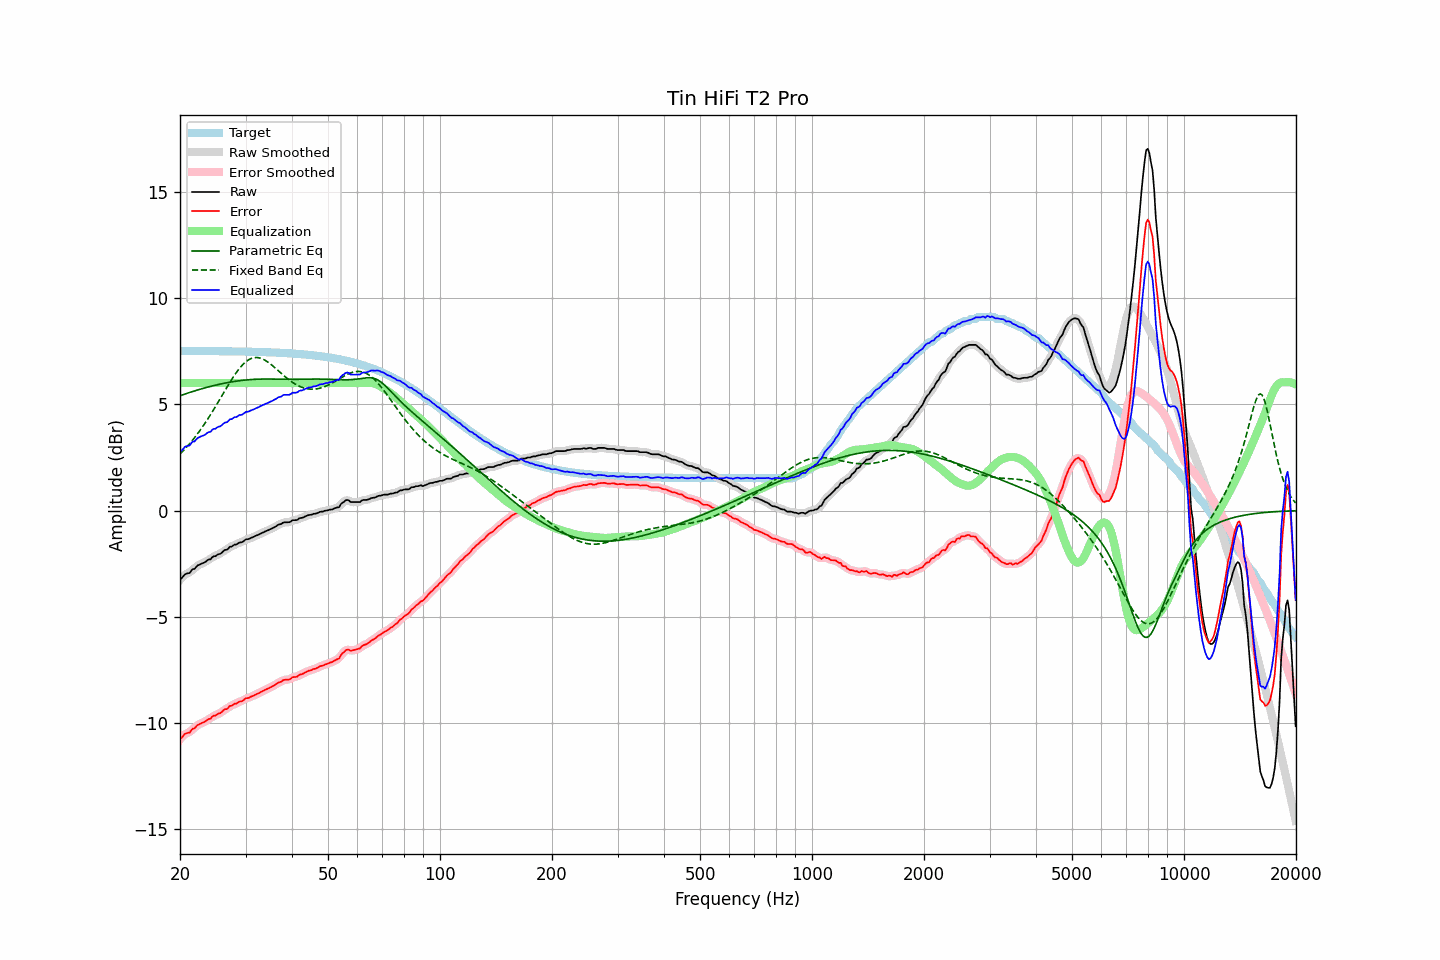 Tin HiFi T2 Pro
Target
Raw Smoothed
Error Smoothed
Raw
Error
Equalization
Parametric Eq
Fixed Band Eq
Equalized
Amplitude (dBr)
15
10
5
0
−5
−10
−15
20 50 100 200 500 1000 2000 5000 10000 20000
Frequency (Hz)